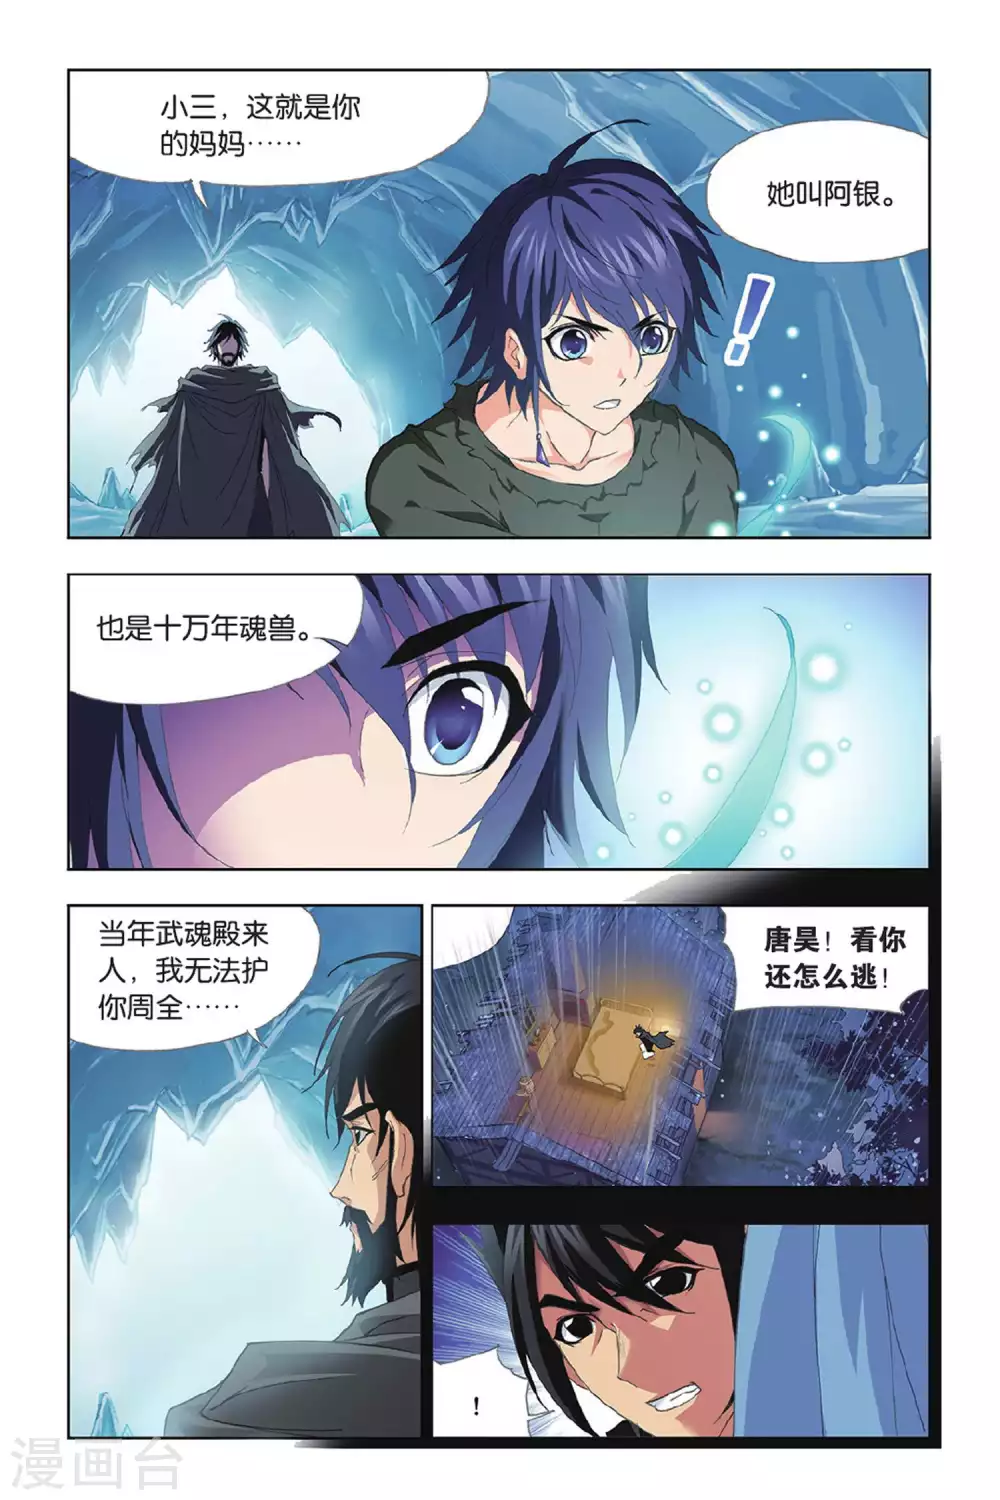 小三，这就是你
的妈妈……
她叫阿银。
！
也是十万年魂兽。
当年武魂殿来
人，我无法护
你周全……
唐昊！看你
还怎么逃！
！
漫画台